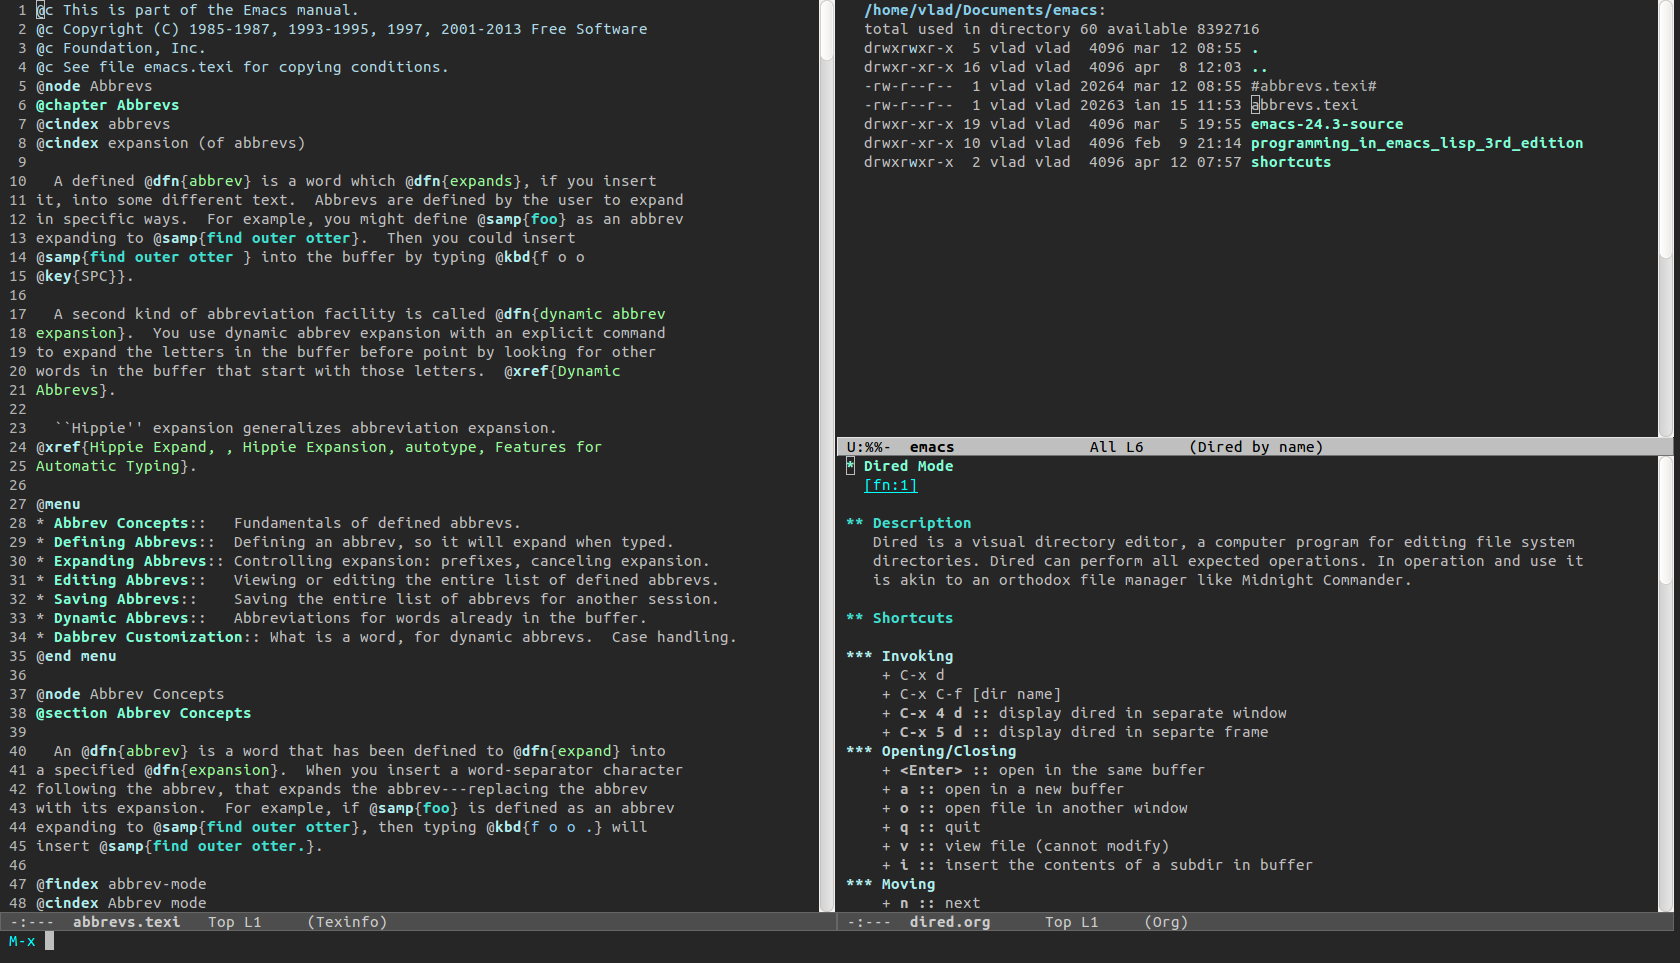 1 @c This is part of the Emacs manual.
2 @c Copyright (C) 1985-1987, 1993-1995, 1997, 2001-2013 Free Software
3 @c Foundation, Inc.
4 @c See file emacs.texi for copying conditions.
5 @node Abbrevs
6 @chapter Abbrevs
7 @cindex abbrevs
8 @cindex expansion (of abbrevs)
9
10   A defined @dfn{abbrev} is a word which @dfn{expands}, if you insert
11 it, into some different text.  Abbrevs are defined by the user to expand
12 in specific ways.  For example, you might define @samp{foo} as an abbrev
13 expanding to @samp{find outer otter}.  Then you could insert
14 @samp{find outer otter } into the buffer by typing @kbd{f o o
15 @key{SPC}}.
16
17   A second kind of abbreviation facility is called @dfn{dynamic abbrev
18 expansion}.  You use dynamic abbrev expansion with an explicit command
19 to expand the letters in the buffer before point by looking for other
20 words in the buffer that start with those letters.  @xref{Dynamic
21 Abbrevs}.
22
23   ``Hippie'' expansion generalizes abbreviation expansion.
24 @xref{Hippie Expand, , Hippie Expansion, autotype, Features for
25 Automatic Typing}.
26
27 @menu
28 * Abbrev Concepts::   Fundamentals of defined abbrevs.
29 * Defining Abbrevs::  Defining an abbrev, so it will expand when typed.
30 * Expanding Abbrevs:: Controlling expansion: prefixes, canceling expansion.
31 * Editing Abbrevs::   Viewing or editing the entire list of defined abbrevs.
32 * Saving Abbrevs::    Saving the entire list of abbrevs for another session.
33 * Dynamic Abbrevs::   Abbreviations for words already in the buffer.
34 * Dabbrev Customization:: What is a word, for dynamic abbrevs.  Case handling.
35 @end menu
36
37 @node Abbrev Concepts
38 @section Abbrev Concepts
39
40   An @dfn{abbrev} is a word that has been defined to @dfn{expand} into
41 a specified @dfn{expansion}.  When you insert a word-separator character
42 following the abbrev, that expands the abbrev---replacing the abbrev
43 with its expansion.  For example, if @samp{foo} is defined as an abbrev
44 expanding to @samp{find outer otter}, then typing @kbd{f o o .} will
45 insert @samp{find outer otter.}.
46
47 @findex abbrev-mode
48 @cindex Abbrev mode
-:---  abbrevs.texi   Top L1     (Texinfo)
/home/vlad/Documents/emacs:
total used in directory 60 available 8392716
drwxrwxr-x  5 vlad vlad  4096 mar 12 08:55 .
drwxr-xr-x 16 vlad vlad  4096 apr  8 12:03 ..
-rw-r--r--  1 vlad vlad 20264 mar 12 08:55 #abbrevs.texi#
-rw-r--r--  1 vlad vlad 20263 ian 15 11:53 abbrevs.texi
drwxr-xr-x 19 vlad vlad  4096 mar  5 19:55 emacs-24.3-source
drwxrwxr-x 10 vlad vlad  4096 feb  9 21:14 programming_in_emacs_lisp_3rd_edition
drwxrwxr-x  2 vlad vlad  4096 apr 12 07:57 shortcuts
U:%%-  emacs               All L6     (Dired by name)
* Dired Mode
[fn:1]
** Description
Dired is a visual directory editor, a computer program for editing file system
directories. Dired can perform all expected operations. In operation and use it
is akin to an orthodox file manager like Midnight Commander.
** Shortcuts
*** Invoking
+ C-x d
+ C-x C-f [dir name]
+ C-x 4 d :: display dired in separate window
+ C-x 5 d :: display dired in separte frame
*** Opening/Closing
+ <Enter> :: open in the same buffer
+ a :: open in a new buffer
+ o :: open file in another window
+ q :: quit
+ v :: view file (cannot modify)
+ i :: insert the contents of a subdir in buffer
*** Moving
+ n :: next
-:---  dired.org      Top L1     (Org)
M-x